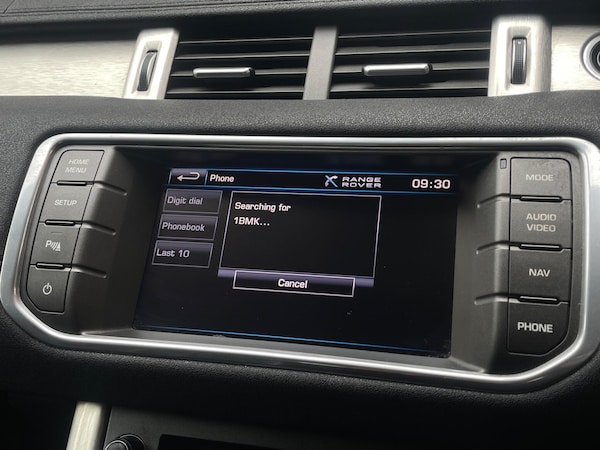 HOME
MENU
SETUP
P
Phone
RANGE
ROVER
09:30
Digit dial
Phonebook
Last 10
Searching for
1BMK...
Cancel
MODE
AUDIO
VIDEO
NAV
PHONE